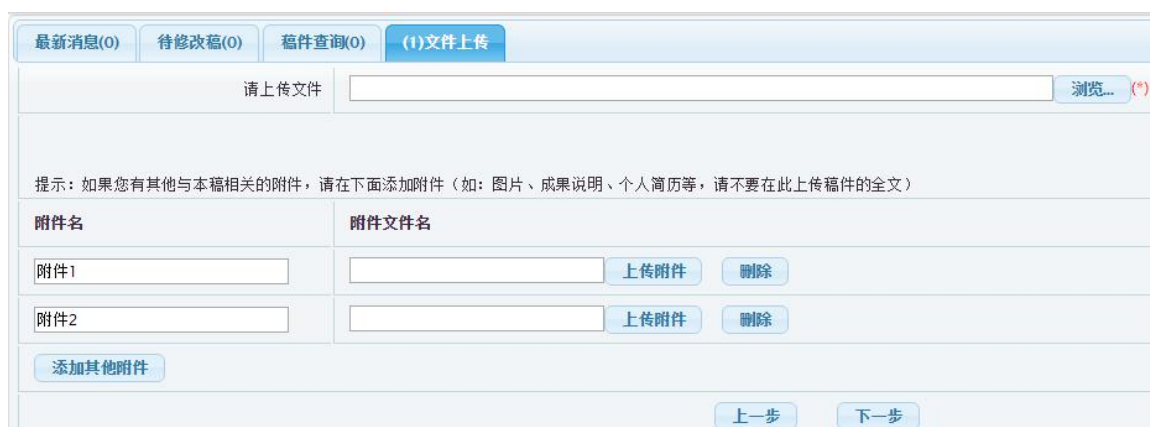 最新消息(0) 待修改稿(0) 稿件查询(0) (1)文件上传
请上传文件 浏览... (*)
提示：如果您有其他与本稿相关的附件，请在下面添加附件（如：图片、成果说明、个人简历等，请不要在此上传稿件的全文）
附件名 附件文件名
附件1 上传附件 删除
附件2 上传附件 删除
添加其他附件
上一步 下一步